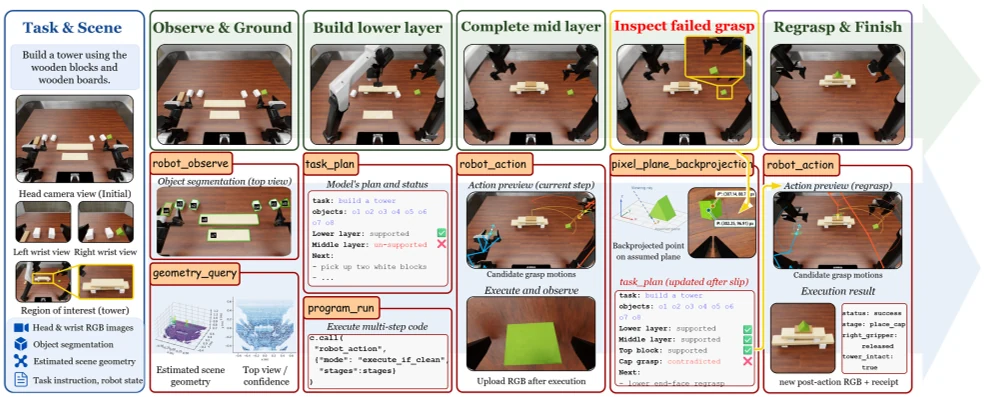 Task & Scene
Build a tower using the
wooden blocks and
wooden boards.
Head camera view (Initial)
Left wrist view
Right wrist view
Region of interest (tower)
Head & wrist RGB images
Object segmentation
Estimated scene geometry
Task instruction, robot state
Observe & Ground
robot_observe
Object segmentation (top view)
geometry_query
Estimated scene
geometry
Top view /
confidence
Build lower layer
task_plan
Model's plan and status
task: build a tower
objects: o1 o2 o3 o4 o5 o6
o7 o8
Lower layer: supported
Middle layer: un-supported
Next:
- pick up two white blocks
- ...
program_run
Execute multi-step code
c.call(
"robot_action",
{"mode": "execute_if_clean",
"stages":stages}
)
Complete mid layer
robot_action
Action preview (current step)
Candidate grasp motions
Execute and observe
Upload RGB after execution
Inspect failed grasp
pixel_plane_backprojection
Backprojected point
on assumed plane
task_plan (updated after slip)
task: build a tower
objects: o1 o2 o3 o4 o5 o6
o7 o8
Lower layer: supported
Middle layer: supported
Top block: supported
Cap grasp: contradicted
Next:
- lower end-face regrasp
Regrasp & Finish
robot_action
Action preview (regrasp)
Candidate grasp motions
Execution result
status: success
stage: place_cap
right_gripper:
released
tower_intact:
true
new post-action RGB + receipt